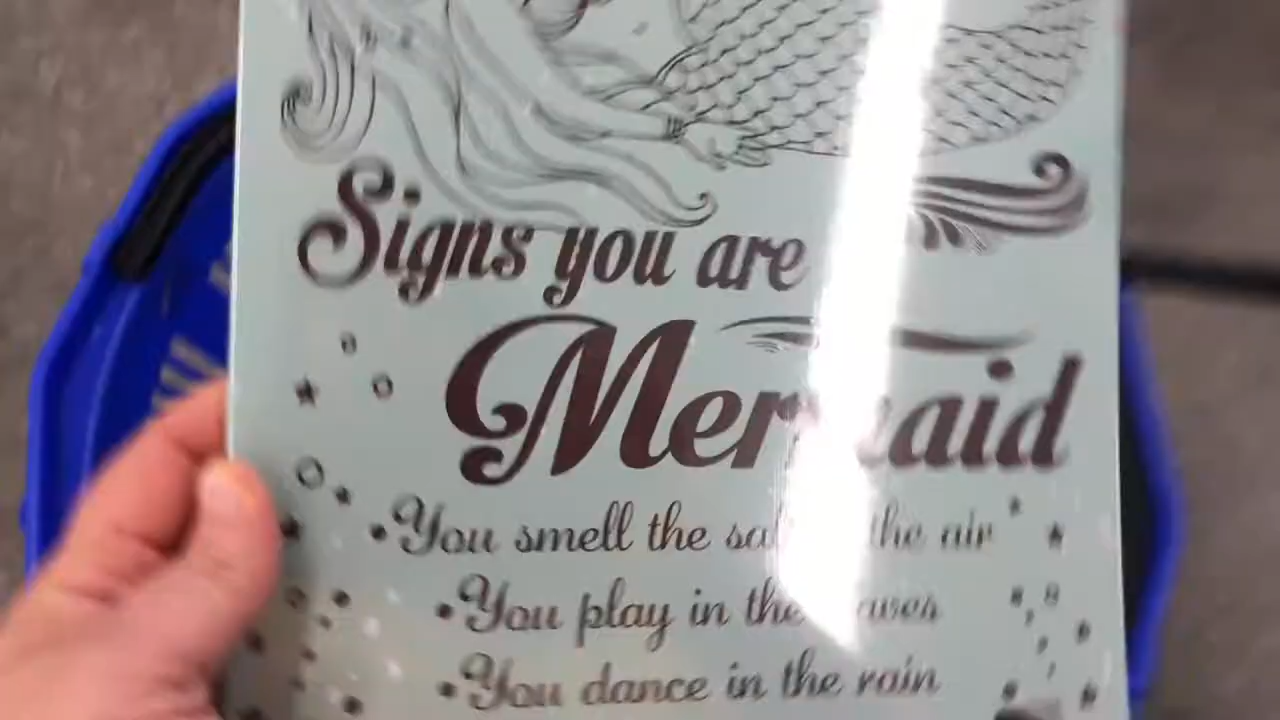 Signs you are
Mermaid
•You smell the salt the air
•You play in the waves
•You dance in the rain